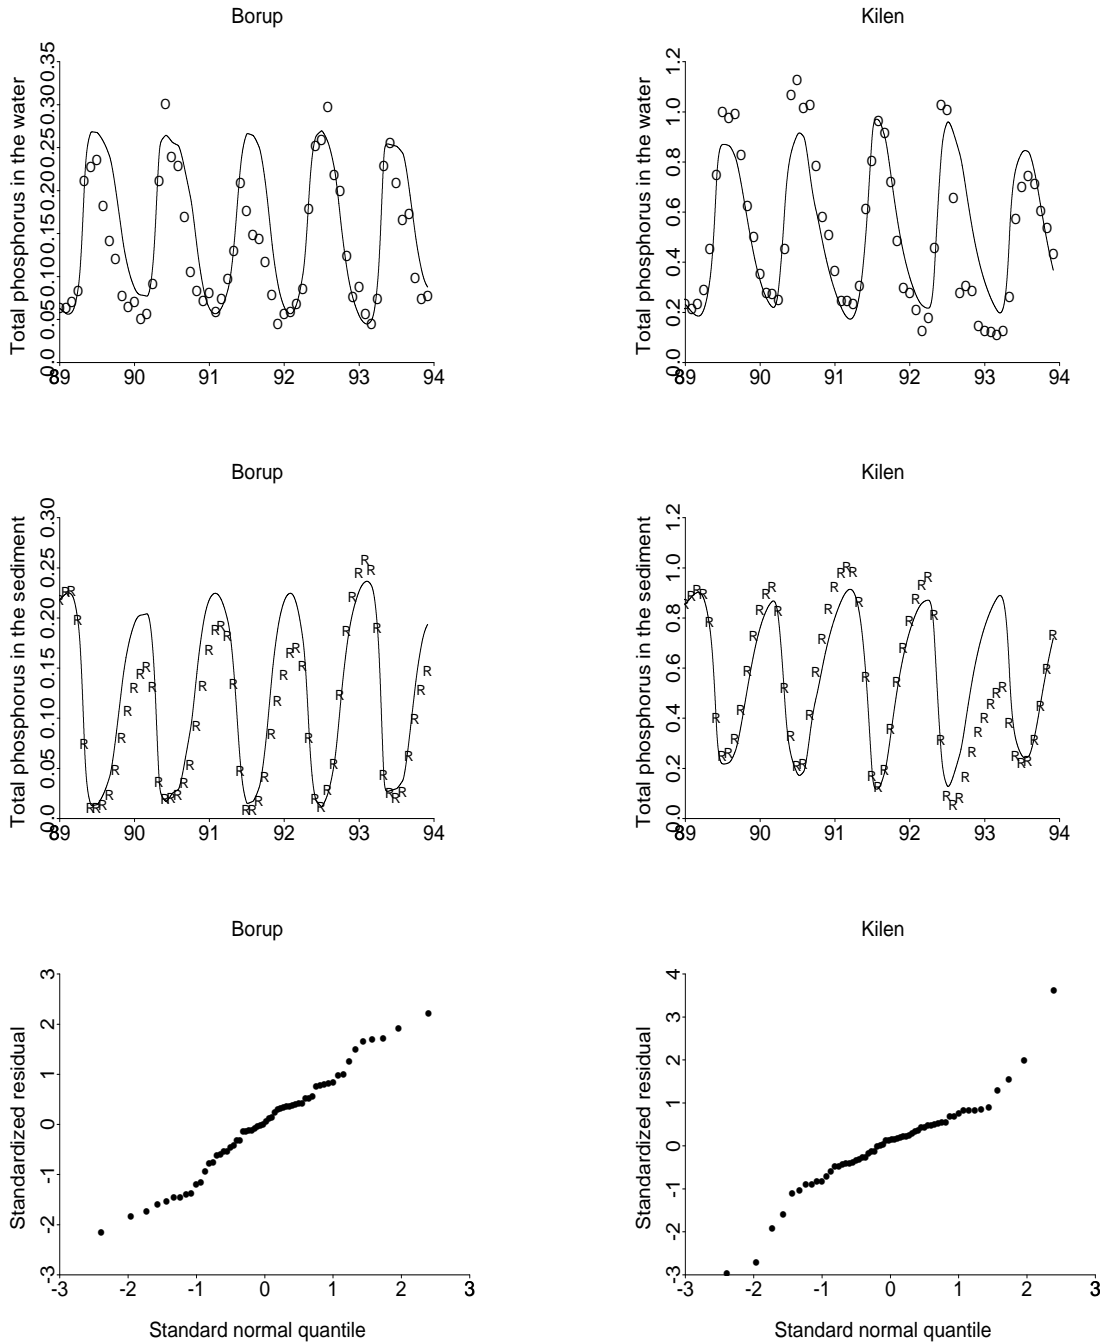 Borup
Total phosphorus in the water
0.0 0.05 0.10 0.15 0.20 0.25 0.30 0.35
89 90 91 92 93 94
Kilen
Total phosphorus in the water
0.0 0.2 0.4 0.6 0.8 1.0 1.2
89 90 91 92 93 94
Borup
Total phosphorus in the sediment
0.0 0.05 0.10 0.15 0.20 0.25 0.30
89 90 91 92 93 94
Kilen
Total phosphorus in the sediment
0.0 0.2 0.4 0.6 0.8 1.0 1.2
89 90 91 92 93 94
Borup
Standardized residual
-3 -2 -1 0 1 2 3
-3 -2 -1 0 1 2 3
Standard normal quantile
Kilen
Standardized residual
-3 -2 -1 0 1 2 3 4
-3 -2 -1 0 1 2 3
Standard normal quantile